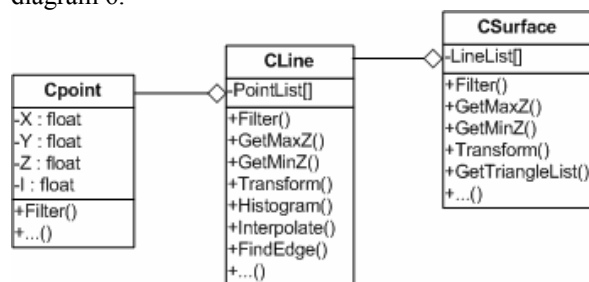 diagram 6.
Cpoint
-X : float
-Y : float
-Z : float
-I : float
+Filter()
+...()
CLine
-PointList[]
+Filter()
+GetMaxZ()
+GetMinZ()
+Transform()
+Histogram()
+Interpolate()
+FindEdge()
+...()
CSurface
-LineList[]
+Filter()
+GetMaxZ()
+GetMinZ()
+Transform()
+GetTriangleList()
+...()